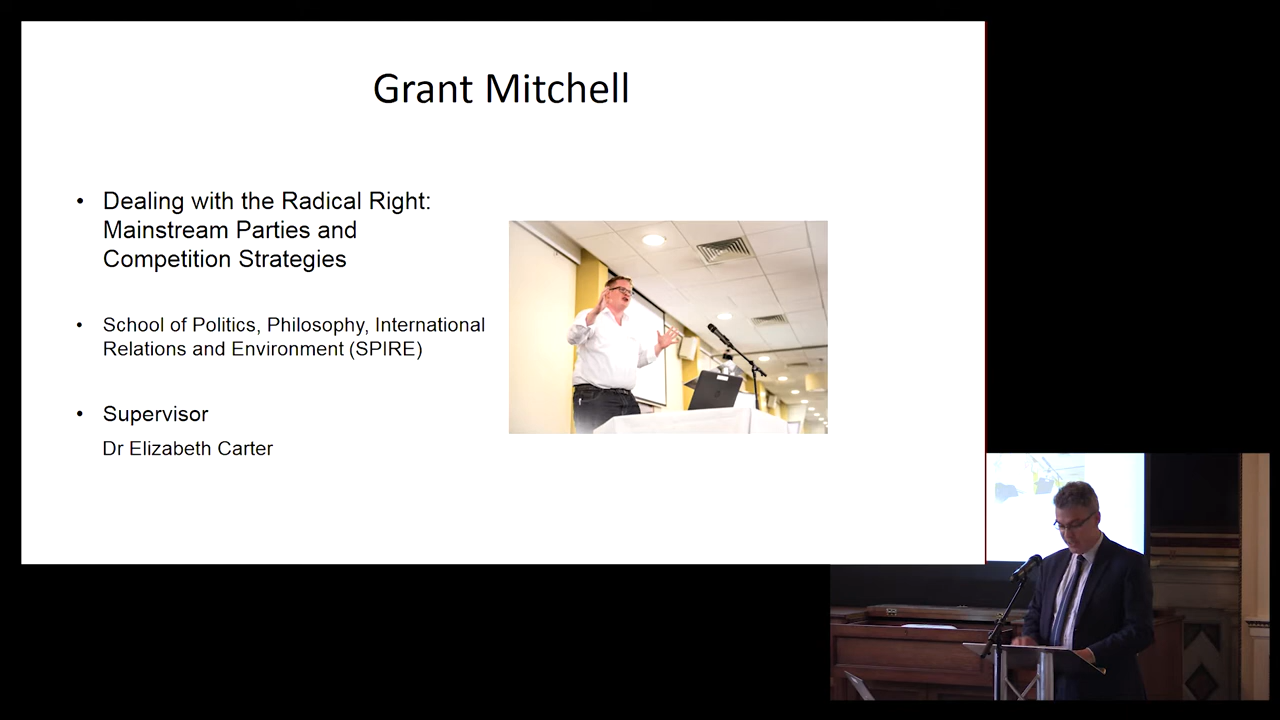 Grant Mitchell
• Dealing with the Radical Right:
Mainstream Parties and
Competition Strategies
• School of Politics, Philosophy, International
Relations and Environment (SPIRE)
• Supervisor
Dr Elizabeth Carter